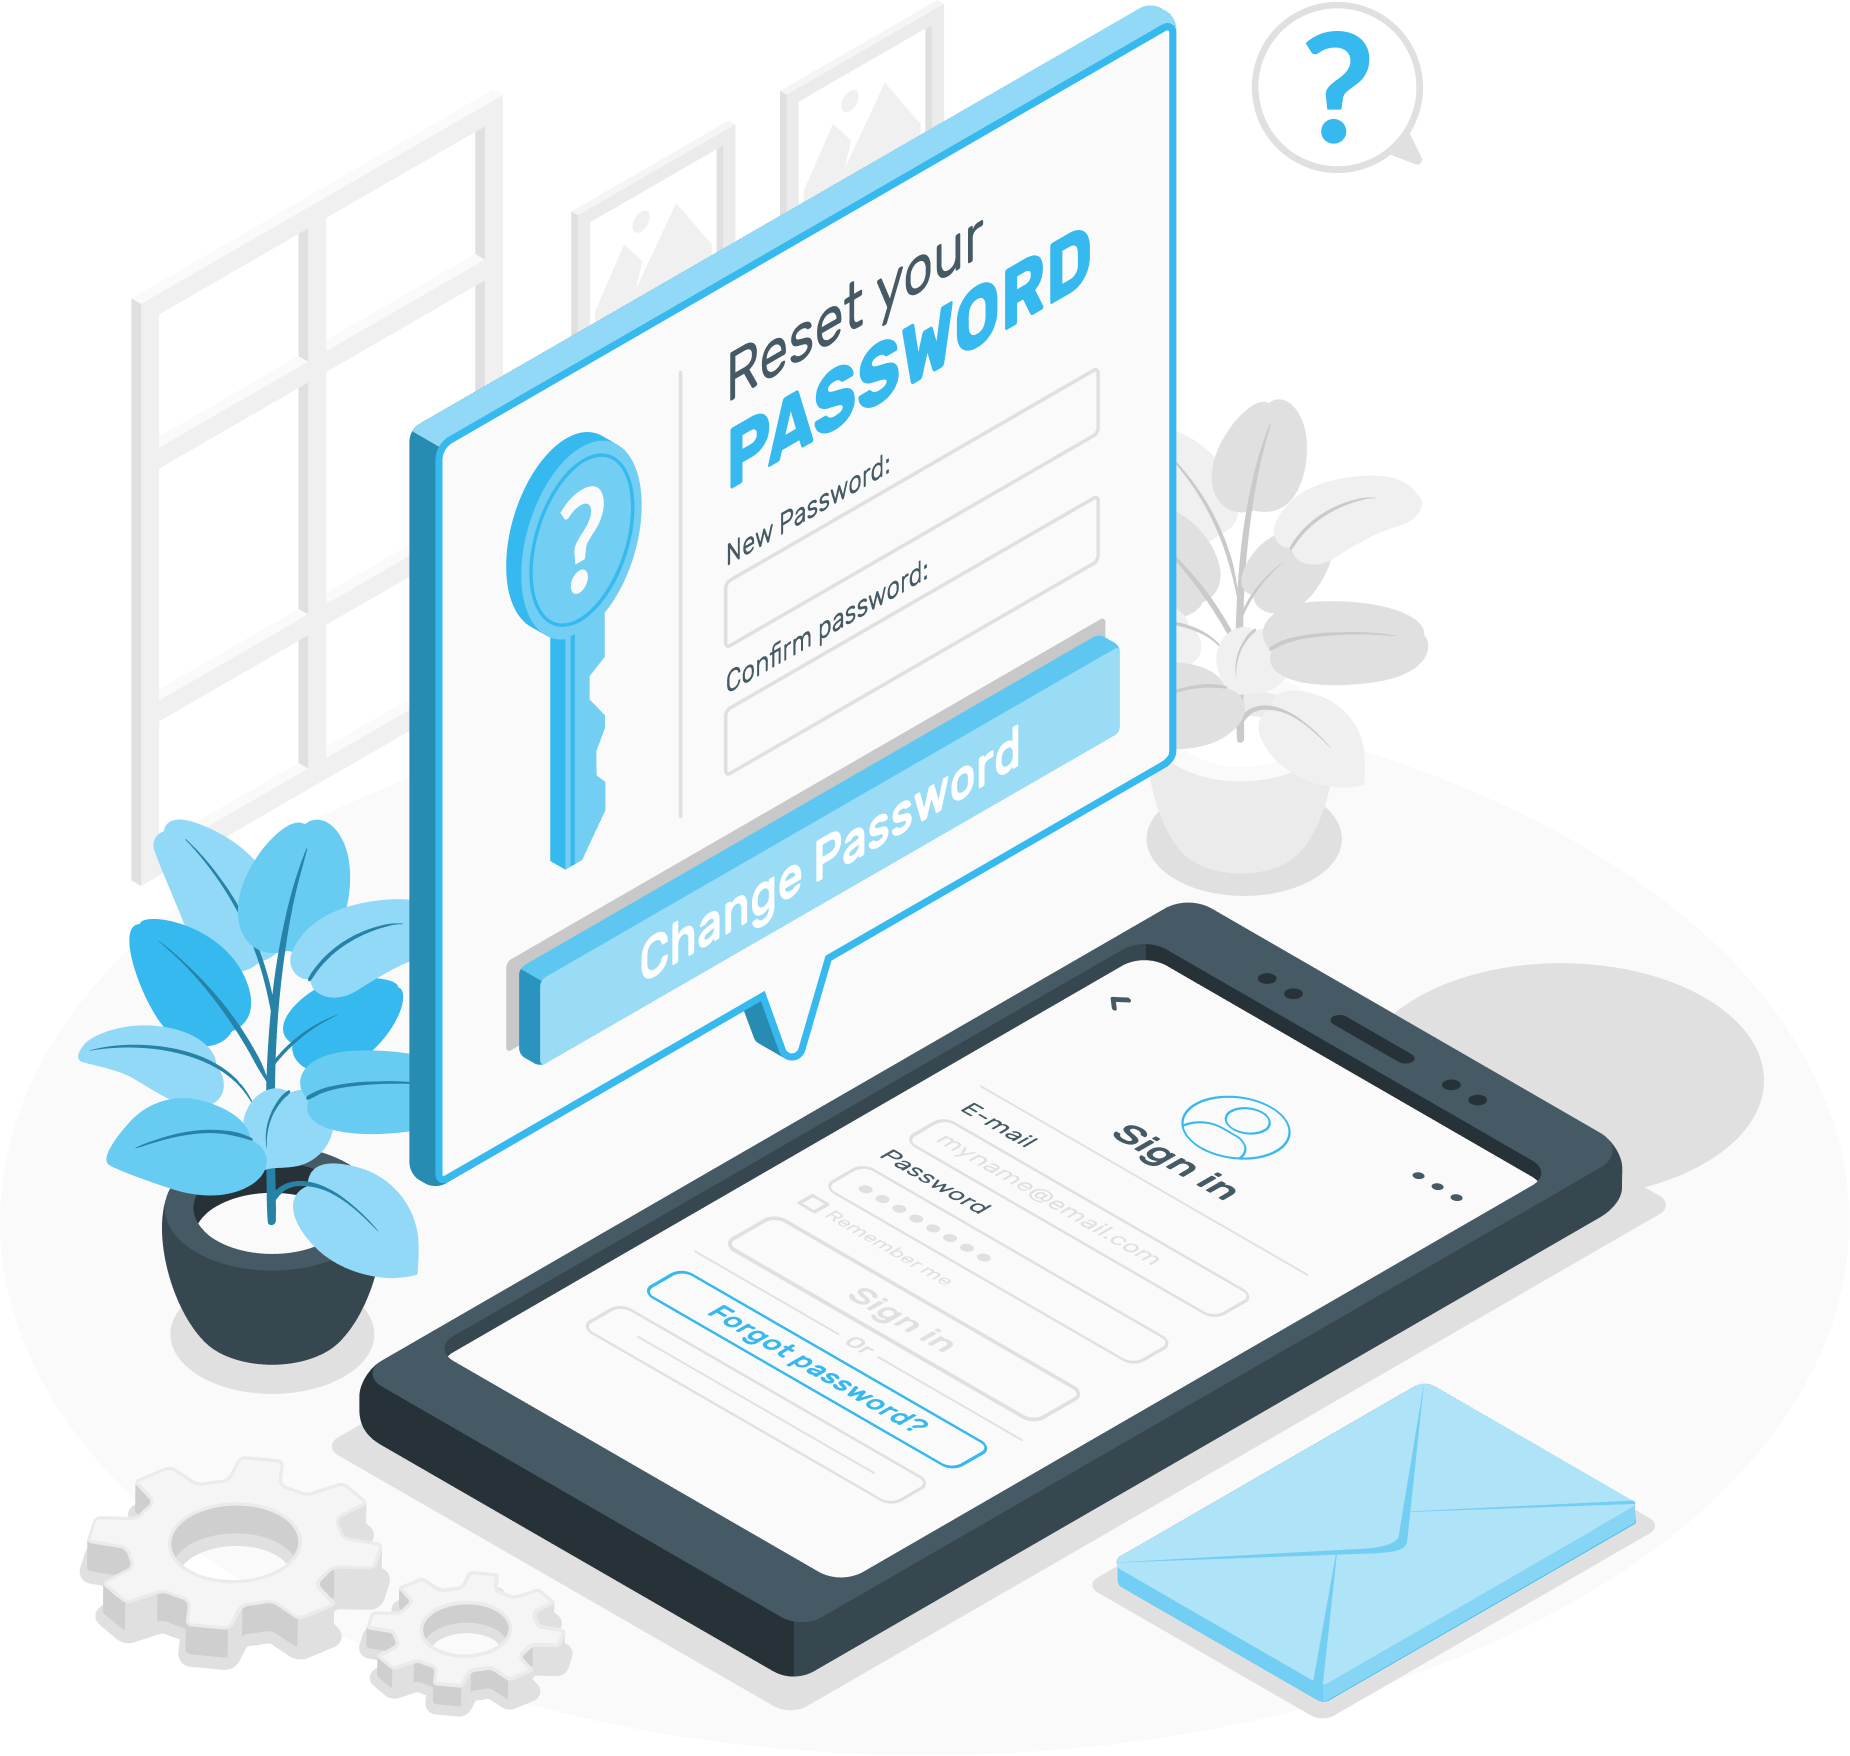 ?
Reset your
PASSWORD
?
New Password:
Confirm password:
Change Password
Sign in
E-mail
myname@email.com
Password
Remember me
Sign in
or
Forgot password?